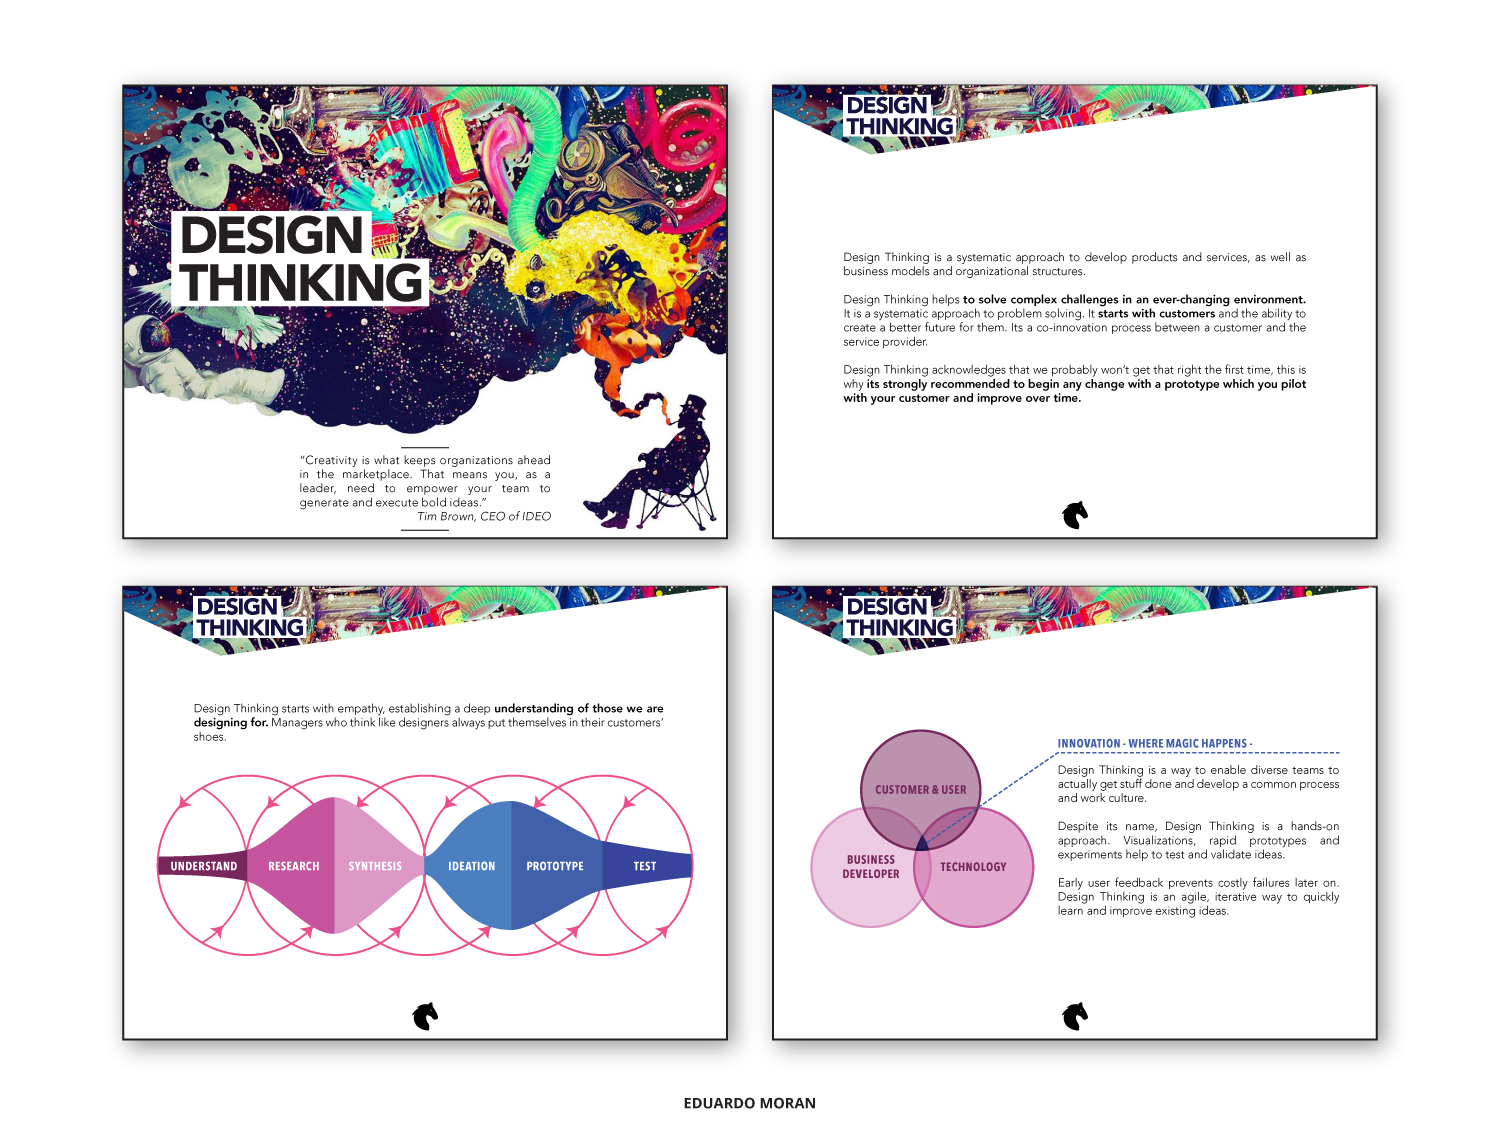 DESIGN
THINKING
“Creativity is what keeps organizations ahead
in the marketplace. That means you, as a
leader, need to empower your team to
generate and execute bold ideas.”
Tim Brown, CEO of IDEO
DESIGN
THINKING
Design Thinking is a systematic approach to develop products and services, as well as
business models and organizational structures.
Design Thinking helps to solve complex challenges in an ever-changing environment.
It is a systematic approach to problem solving. It starts with customers and the ability to
create a better future for them. Its a co-innovation process between a customer and the
service provider.
Design Thinking acknowledges that we probably won’t get that right the first time, this is
why its strongly recommended to begin any change with a prototype which you pilot
with your customer and improve over time.
DESIGN
THINKING
Design Thinking starts with empathy, establishing a deep understanding of those we are
designing for. Managers who think like designers always put themselves in their customers’
shoes.
UNDERSTAND RESEARCH SYNTHESIS IDEATION PROTOTYPE TEST
DESIGN
THINKING
CUSTOMER & USER
BUSINESS
DEVELOPER
TECHNOLOGY
INNOVATION - WHERE MAGIC HAPPENS -
Design Thinking is a way to enable diverse teams to
actually get stuff done and develop a common process
and work culture.
Despite its name, Design Thinking is a hands-on
approach. Visualizations, rapid prototypes and
experiments help to test and validate ideas.
Early user feedback prevents costly failures later on.
Design Thinking is an agile, iterative way to quickly
learn and improve existing ideas.
EDUARDO MORAN